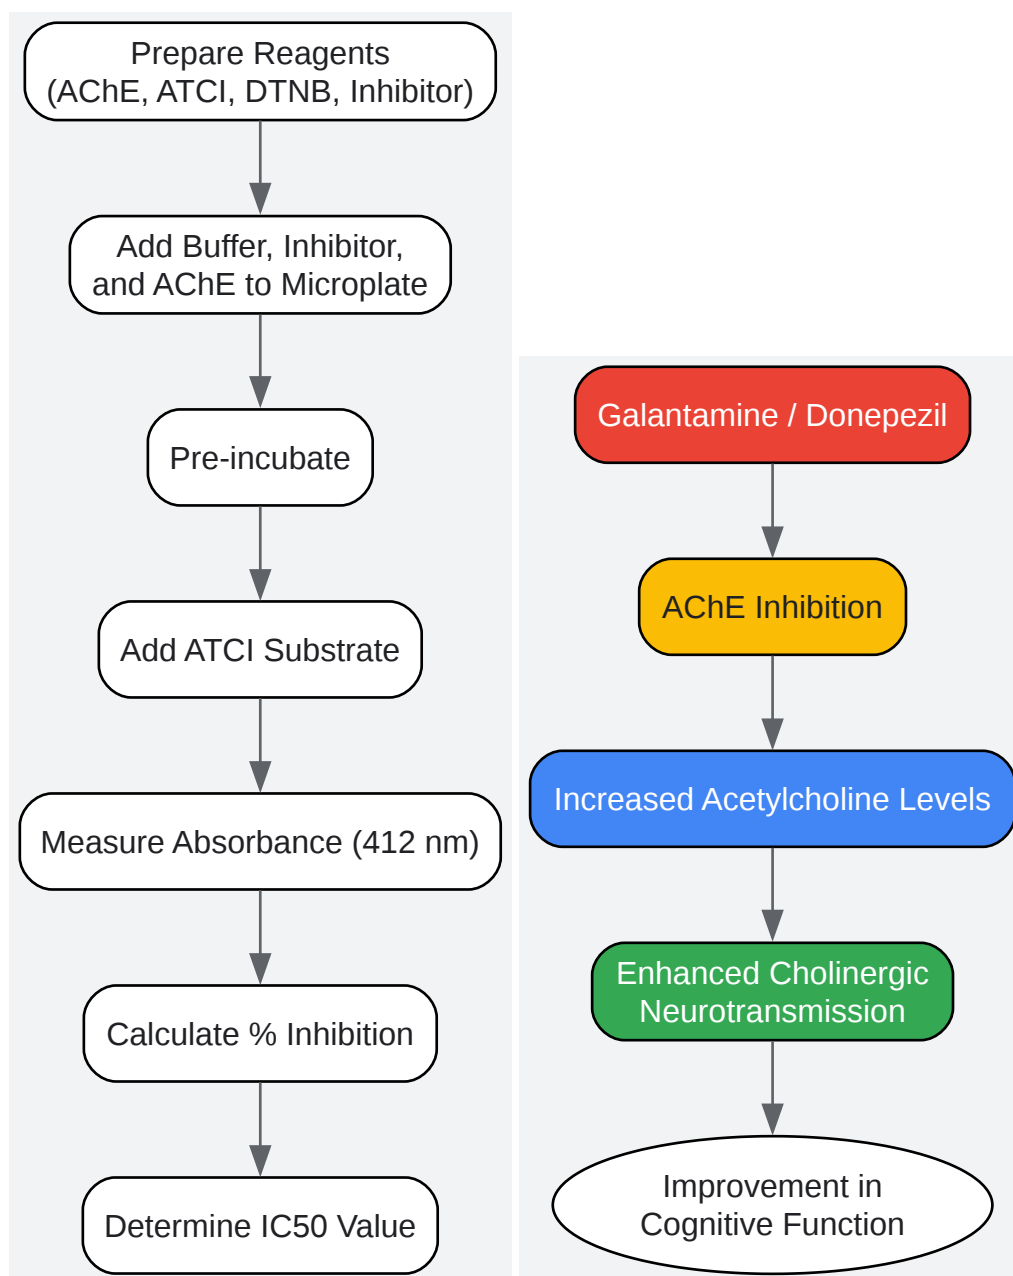 Prepare Reagents
(AChE, ATCI, DTNB, Inhibitor)
Add Buffer, Inhibitor,
and AChE to Microplate
Pre-incubate
Add ATCI Substrate
Measure Absorbance (412 nm)
Calculate % Inhibition
Determine IC50 Value
Galantamine / Donepezil
AChE Inhibition
Increased Acetylcholine Levels
Enhanced Cholinergic
Neurotransmission
Improvement in
Cognitive Function